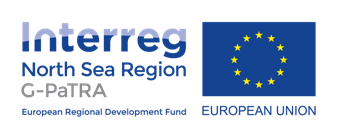 Interreg
North Sea Region
G-PaTRA
European Regional Development Fund
EUROPEAN UNION